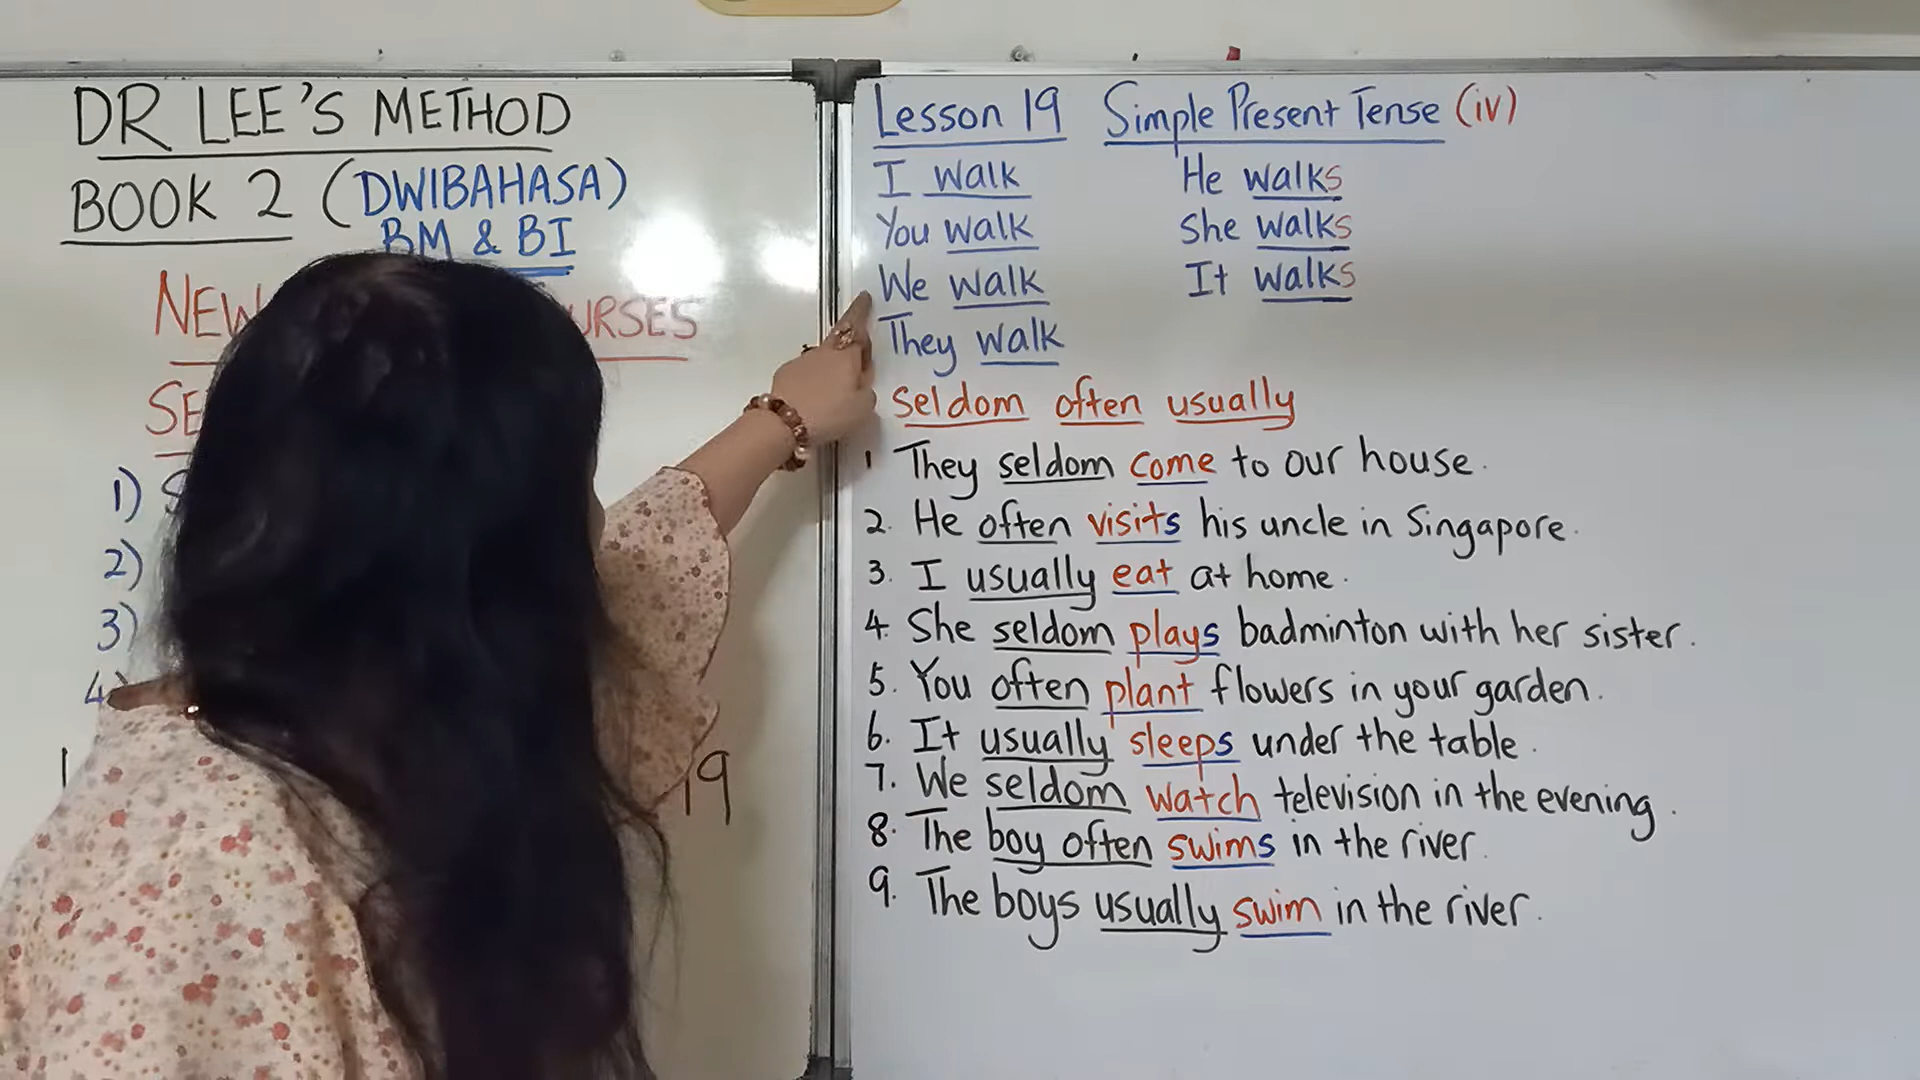 DR LEE'S METHOD
BOOK 2 (DWIBAHASA)
BM & BI
NEW
SE
1) S
2)
3)
4)
19
Lesson 19 Simple Present Tense (iv)
I walk He walks
You walk She walks
We walk It walks
They walk
seldom often usually
1 They seldom come to our house.
2. He often visits his uncle in Singapore.
3. I usually eat at home.
4. She seldom plays badminton with her sister.
5. You often plant flowers in your garden.
6. It usually sleeps under the table.
7. We seldom watch television in the evening.
8. The boy often swims in the river.
9. The boys usually swim in the river.